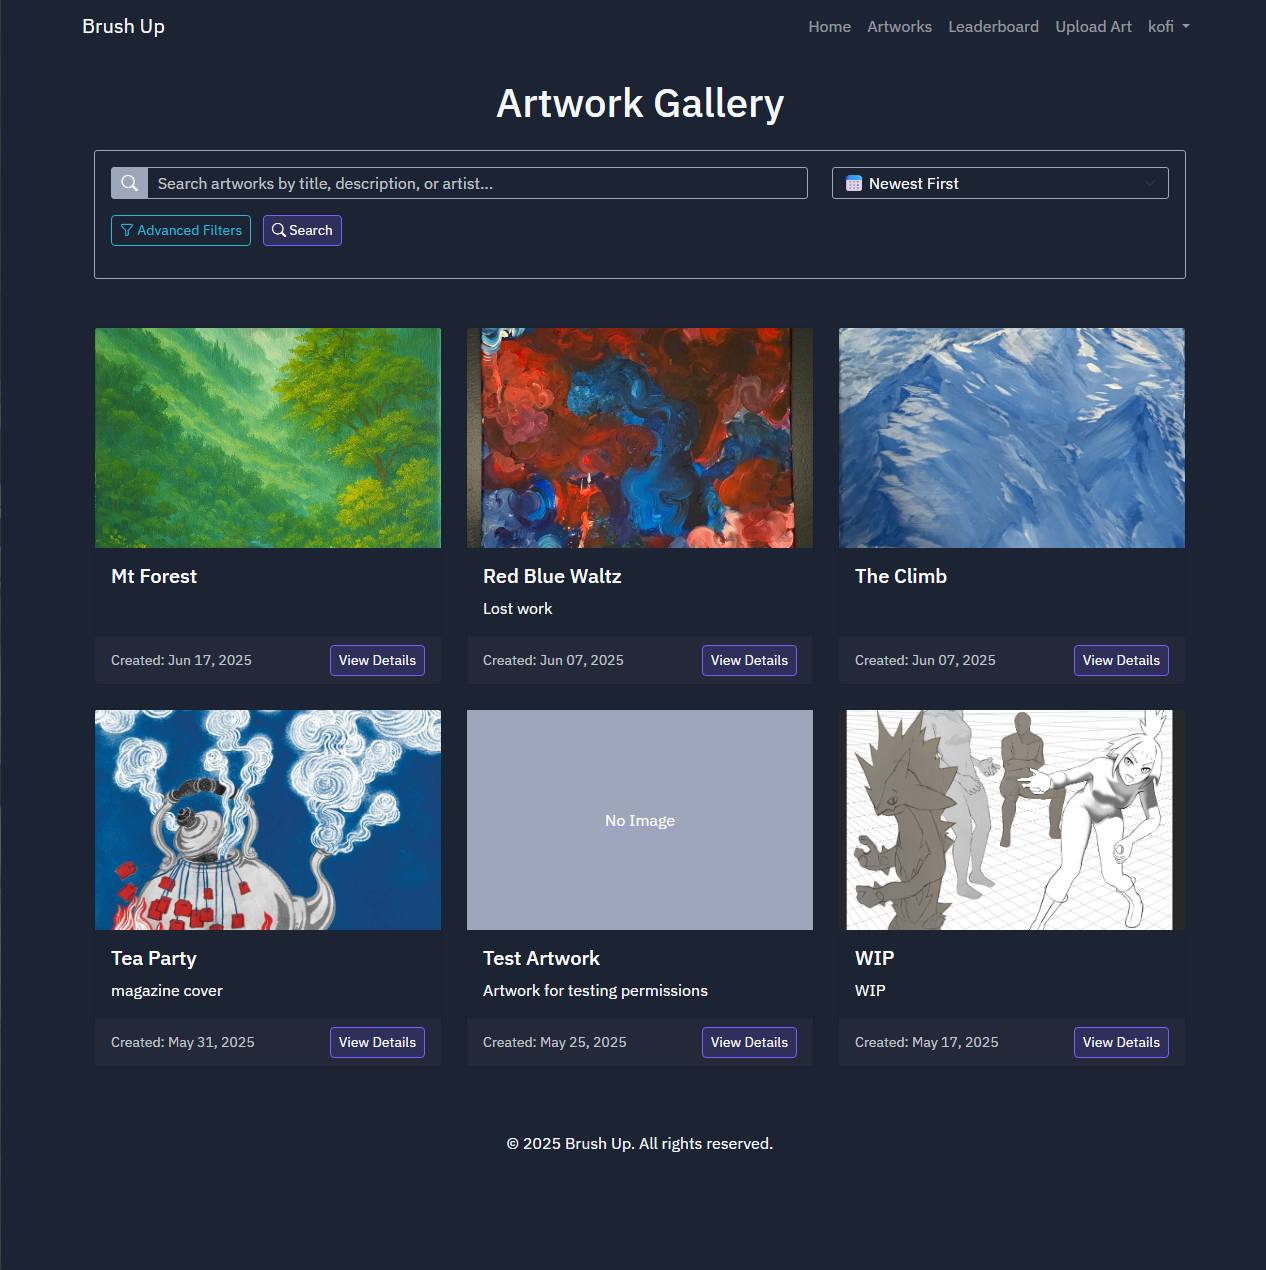 Brush Up
Home Artworks Leaderboard Upload Art kofi
Artwork Gallery
Search artworks by title, description, or artist...
Newest First
Advanced Filters
Search
Mt Forest
Created: Jun 17, 2025
View Details
Red Blue Waltz
Lost work
Created: Jun 07, 2025
View Details
The Climb
Created: Jun 07, 2025
View Details
Tea Party
magazine cover
Created: May 31, 2025
View Details
No Image
Test Artwork
Artwork for testing permissions
Created: May 25, 2025
View Details
WIP
WIP
Created: May 17, 2025
View Details
© 2025 Brush Up. All rights reserved.